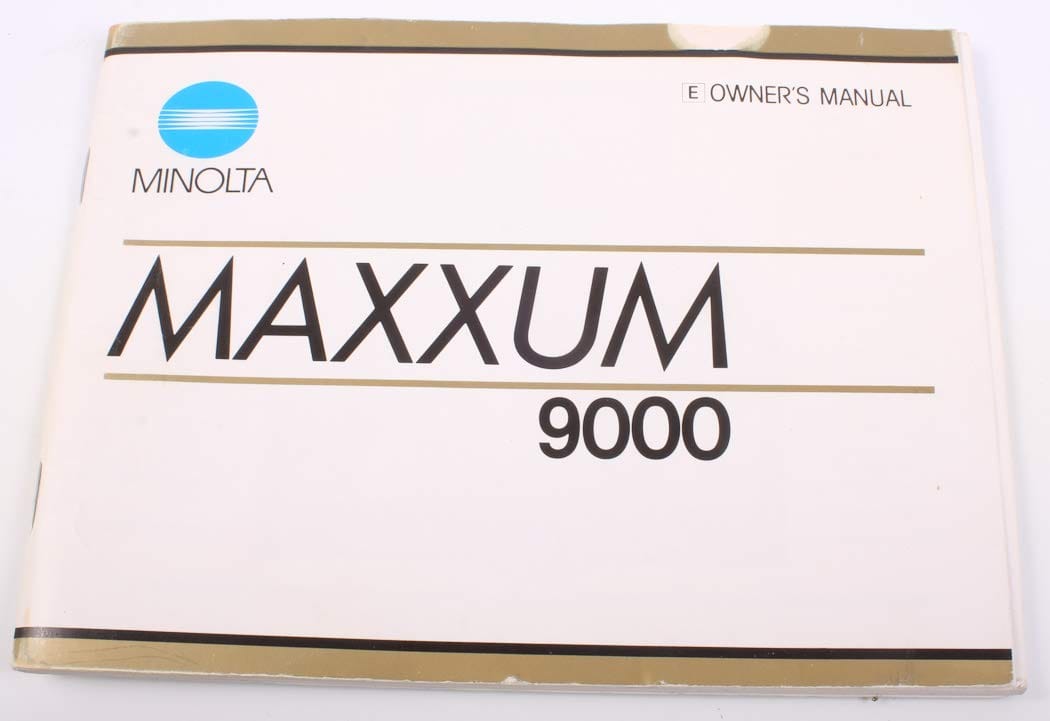 E OWNER'S MANUAL
MINOLTA
MAXXUM
9000